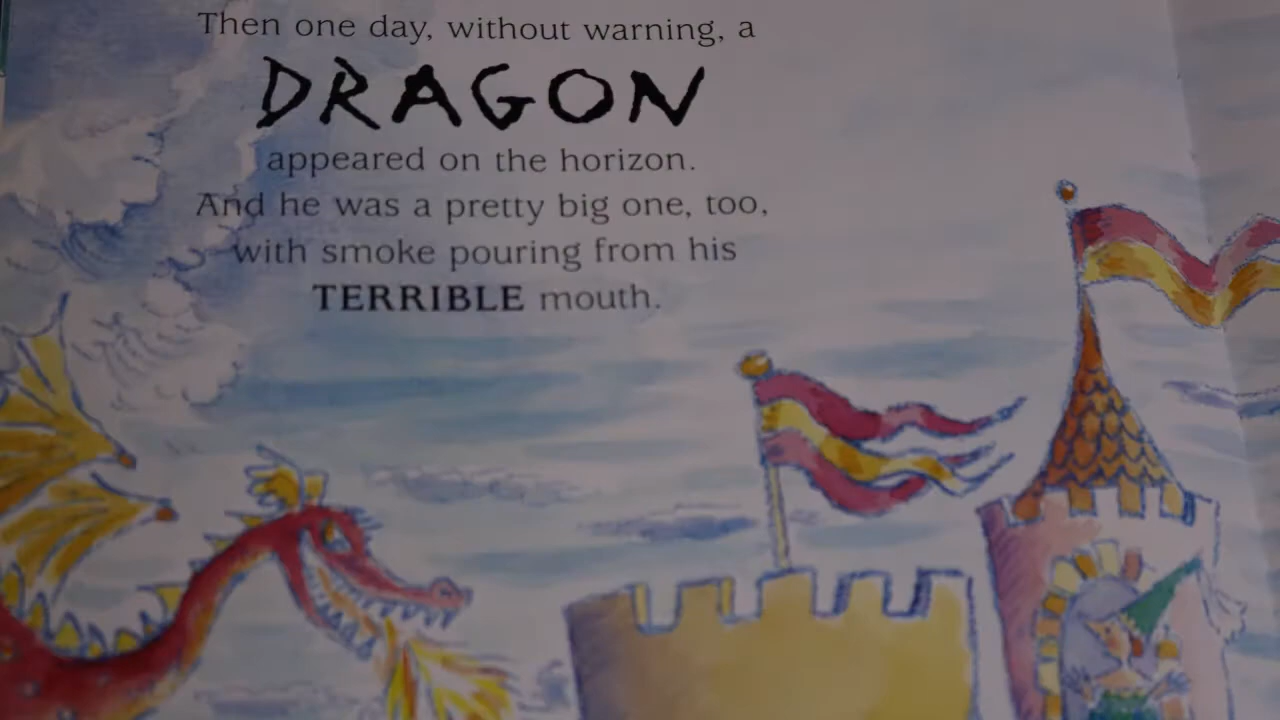 Then one day, without warning, a
DRAGON
appeared on the horizon.
And he was a pretty big one, too,
with smoke pouring from his
TERRIBLE mouth.